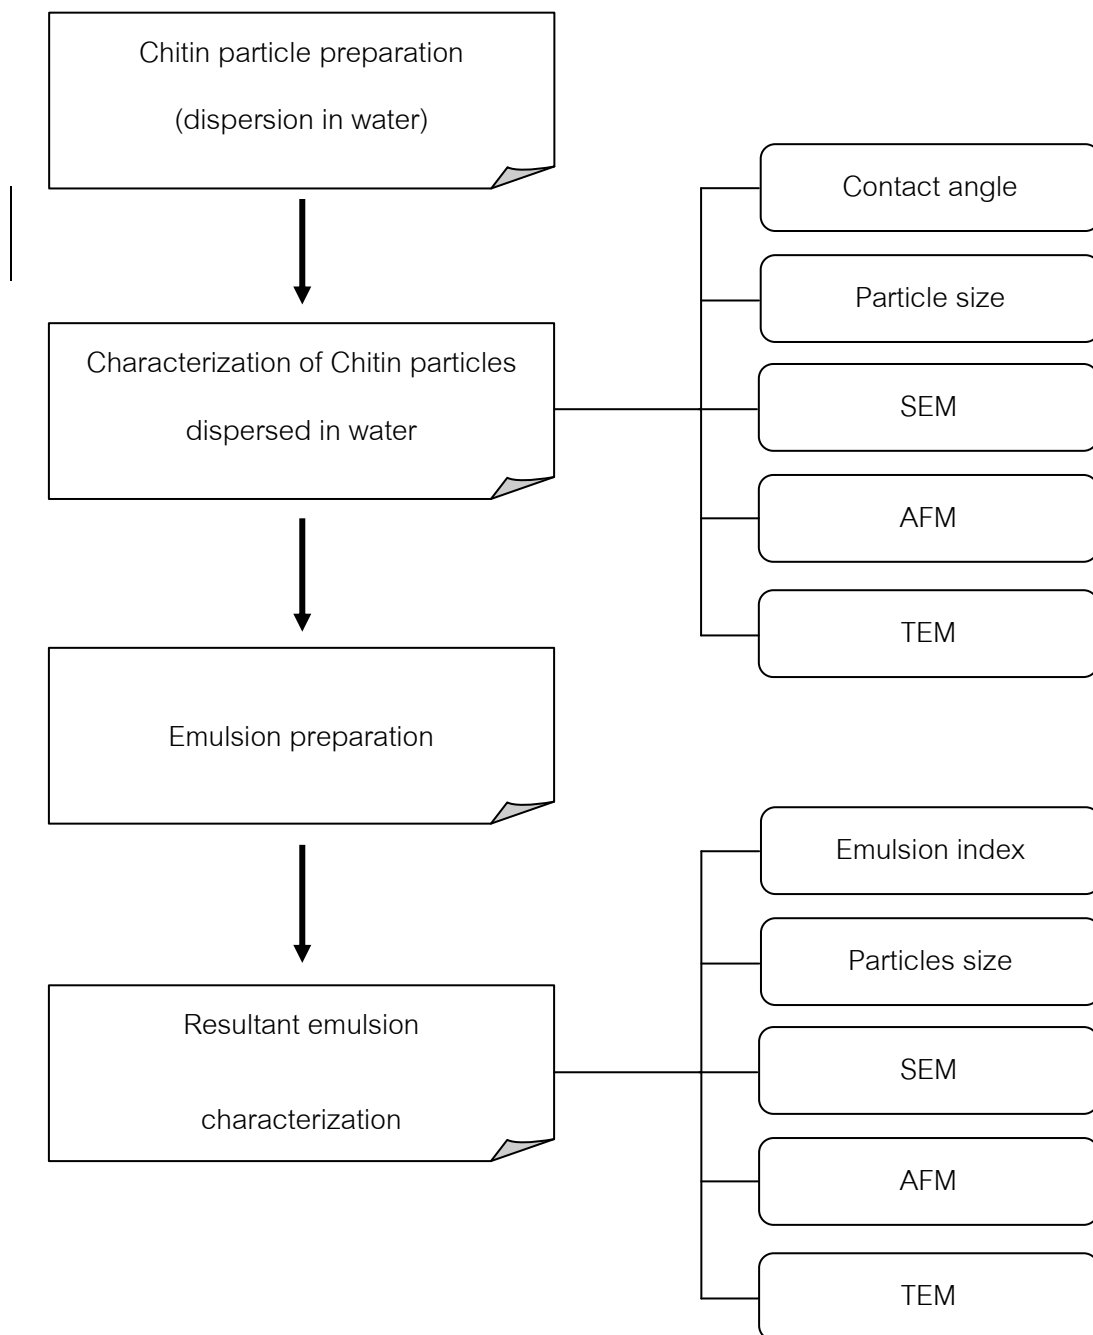 Chitin particle preparation
(dispersion in water)
Characterization of Chitin particles
dispersed in water
Contact angle
Particle size
SEM
AFM
TEM
Emulsion preparation
Resultant emulsion
characterization
Emulsion index
Particles size
SEM
AFM
TEM